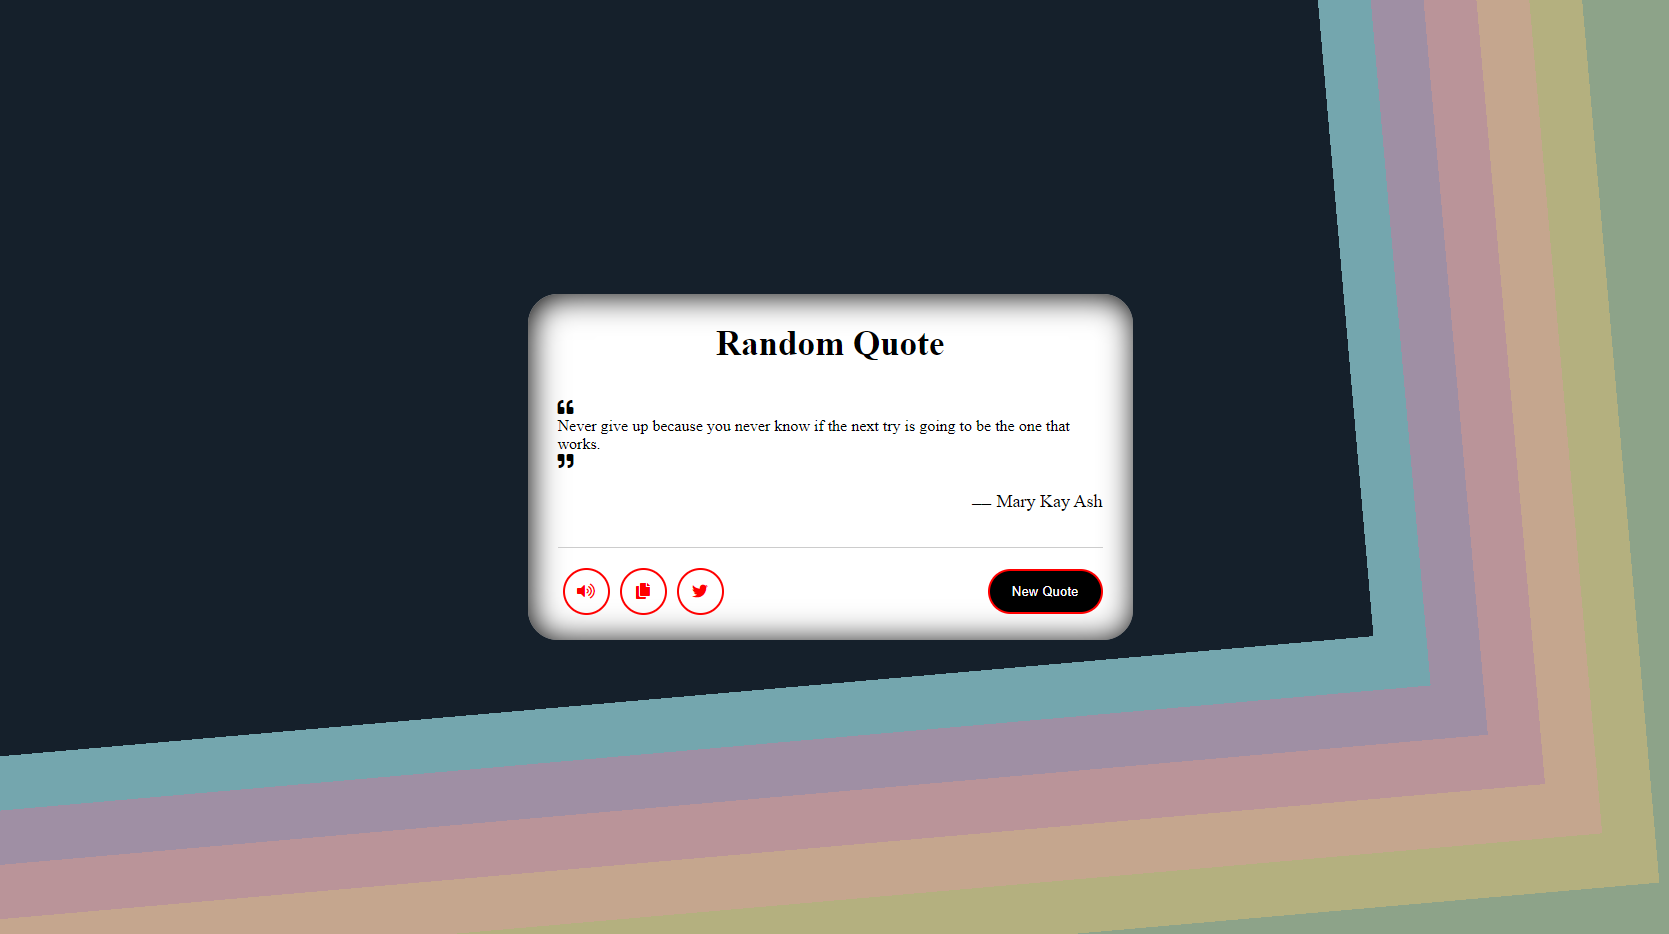 Random Quote
“
Never give up because you never know if the next try is going to be the one that
works.
”
__ Mary Kay Ash
New Quote